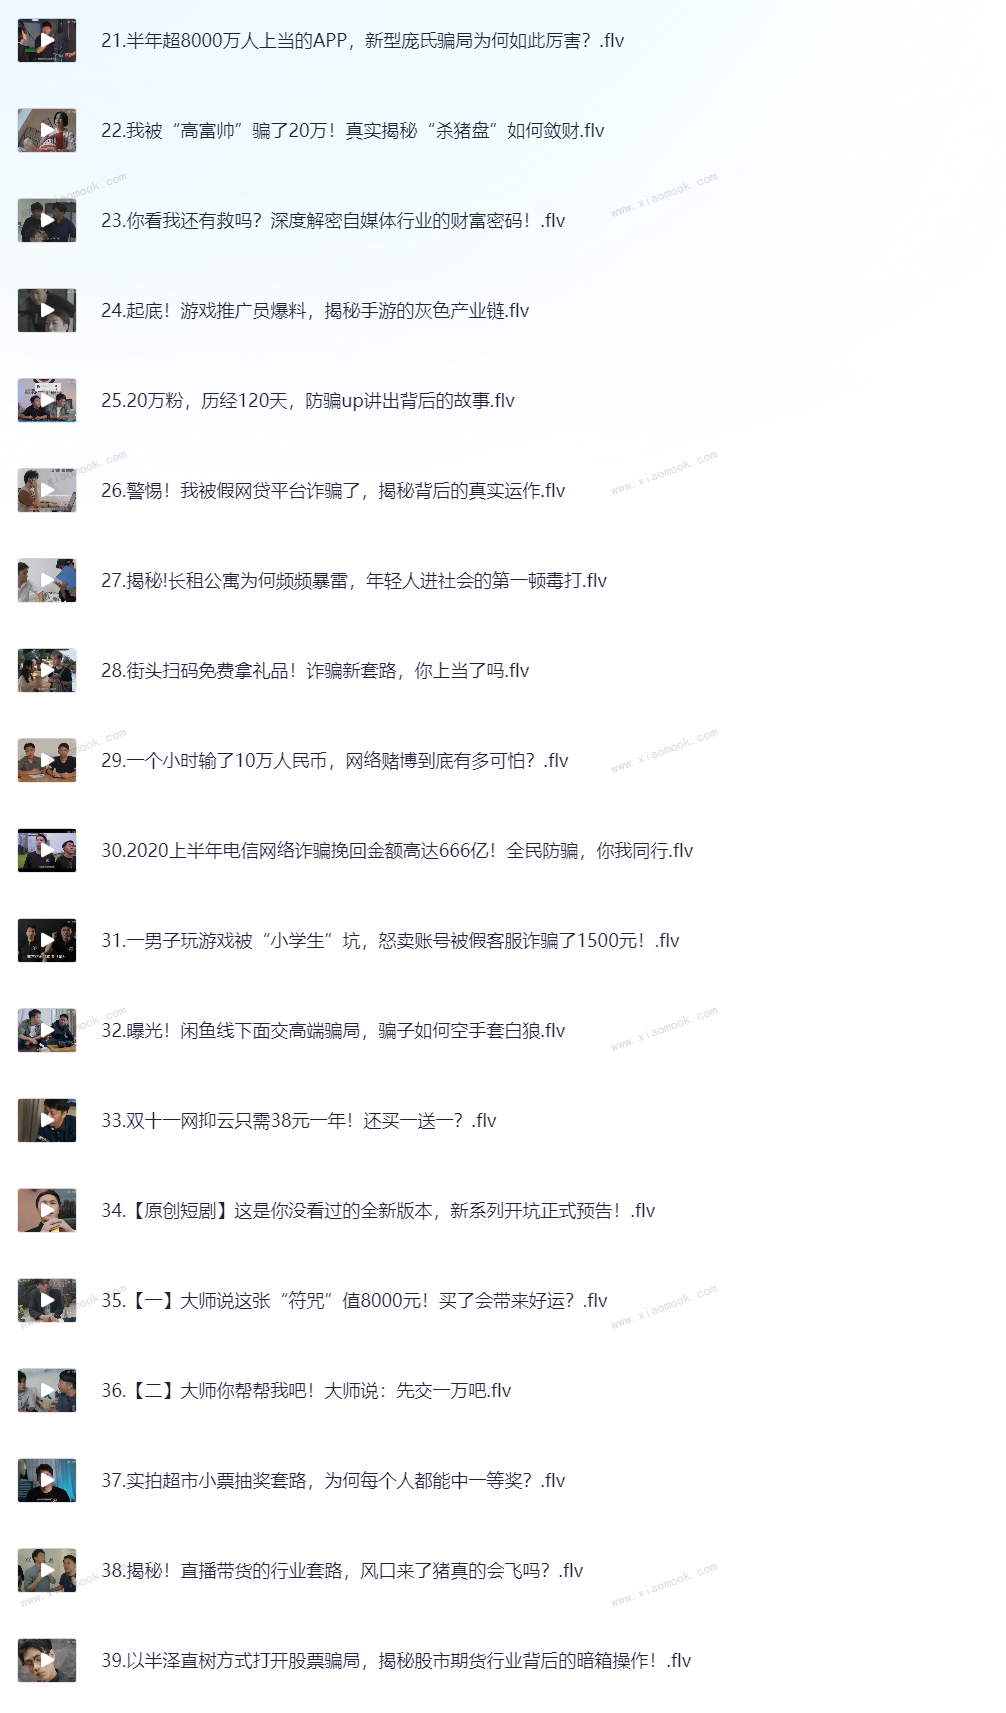 21.半年超8000万人上当的APP，新型庞氏骗局为何如此厉害？.flv
22.我被“高富帅”骗了20万！真实揭秘“杀猪盘”如何敛财.flv
www.xiaomook.com
23.你看我还有救吗？深度解密自媒体行业的财富密码！.flv
24.起底！游戏推广员爆料，揭秘手游的灰色产业链.flv
25.20万粉，历经120天，防骗up讲出背后的故事.flv
www.xiaomook.com
26.警惕！我被假网贷平台诈骗了，揭秘背后的真实运作.flv
27.揭秘!长租公寓为何频频暴雷，年轻人进社会的第一顿毒打.flv
28.街头扫码免费拿礼品！诈骗新套路，你上当了吗.flv
www.xiaomook.com
29.一个小时输了10万人民币，网络赌博到底有多可怕？.flv
30.2020上半年电信网络诈骗挽回金额高达666亿！全民防骗，你我同行.flv
31.一男子玩游戏被“小学生”坑，怒卖账号被假客服诈骗了1500元！.flv
www.xiaomook.com
32.曝光！闲鱼线下面交高端骗局，骗子如何空手套白狼.flv
33.双十一网抑云只需38元一年！还买一送一？.flv
34.【原创短剧】这是你没看过的全新版本，新系列开坑正式预告！.flv
www.xiaomook.com
35.【一】大师说这张“符咒”值8000元！买了会带来好运？.flv
36.【二】大师你帮帮我吧！大师说：先交一万吧.flv
37.实拍超市小票抽奖套路，为何每个人都能中一等奖？.flv
www.xiaomook.com
38.揭秘！直播带货的行业套路，风口来了猪真的会飞吗？.flv
39.以半泽直树方式打开股票骗局，揭秘股市期货行业背后的暗箱操作！.flv